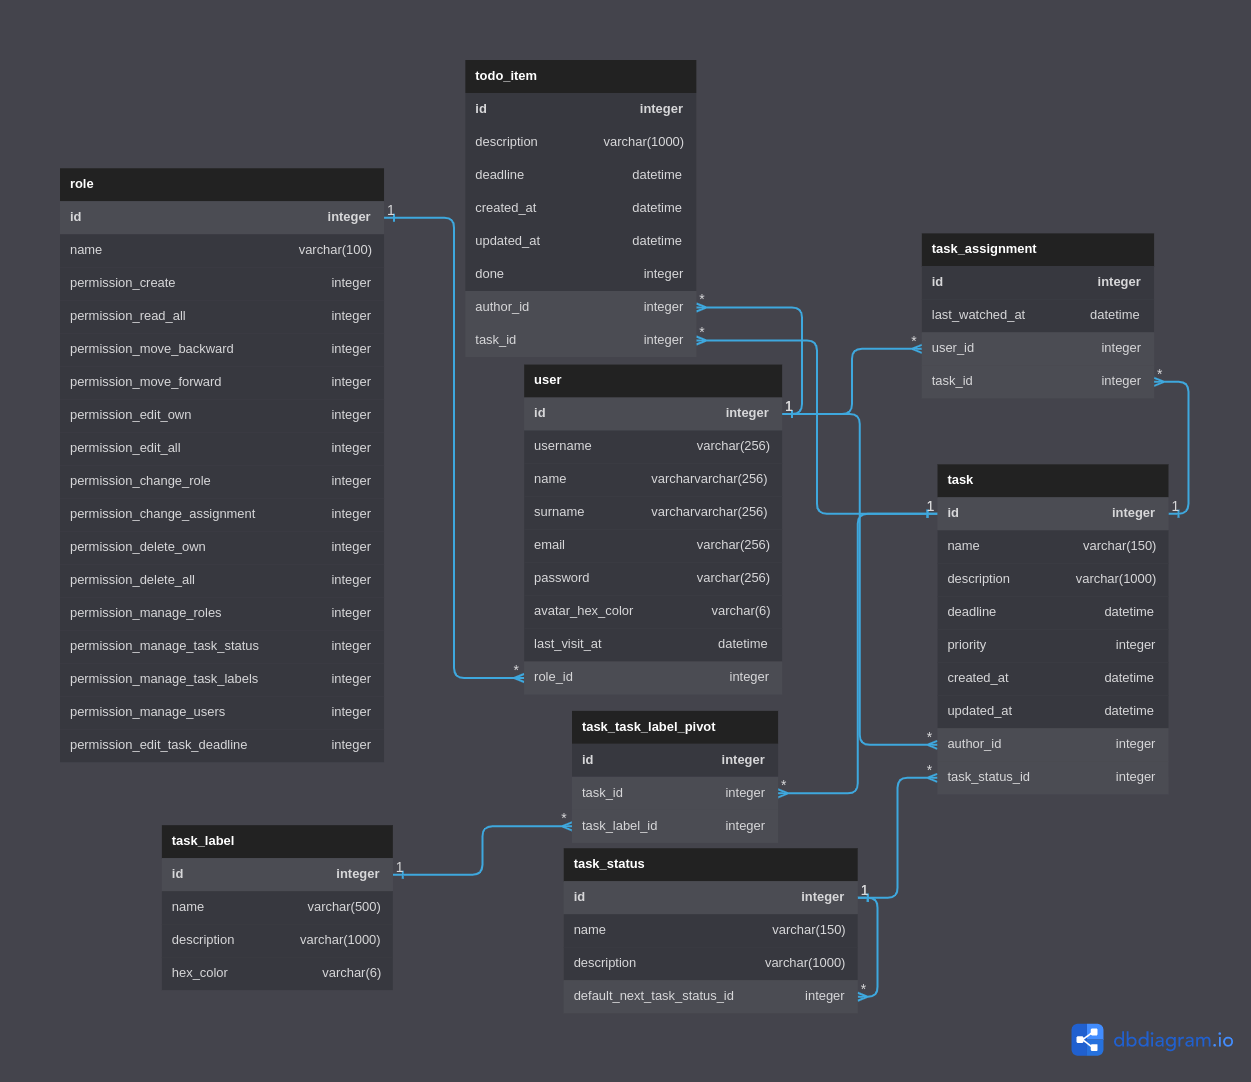 todo_item
id integer
description varchar(1000)
deadline datetime
created_at datetime
updated_at datetime
done integer
author_id integer *
task_id integer *
role
id integer 1
name varchar(100)
permission_create integer
permission_read_all integer
permission_move_backward integer
permission_move_forward integer
permission_edit_own integer
permission_edit_all integer
permission_change_role integer
permission_change_assignment integer
permission_delete_own integer
permission_delete_all integer
permission_manage_roles integer
permission_manage_task_status integer
permission_manage_task_labels integer
permission_manage_users integer
permission_edit_task_deadline integer
user
id integer 1
username varchar(256)
name varcharvarchar(256)
surname varcharvarchar(256)
email varchar(256)
password varchar(256)
avatar_hex_color varchar(6)
last_visit_at datetime
* role_id integer
task_assignment
id integer
last_watched_at datetime
* user_id integer
task_id integer *
task
1 id integer 1
name varchar(150)
description varchar(1000)
deadline datetime
priority integer
created_at datetime
updated_at datetime
* author_id integer
* task_status_id integer
task_task_label_pivot
id integer
task_id integer *
* task_label_id integer
task_label
id integer 1
name varchar(500)
description varchar(1000)
hex_color varchar(6)
task_status
id integer 1
name varchar(150)
description varchar(1000)
default_next_task_status_id integer *
dbdiagram.io